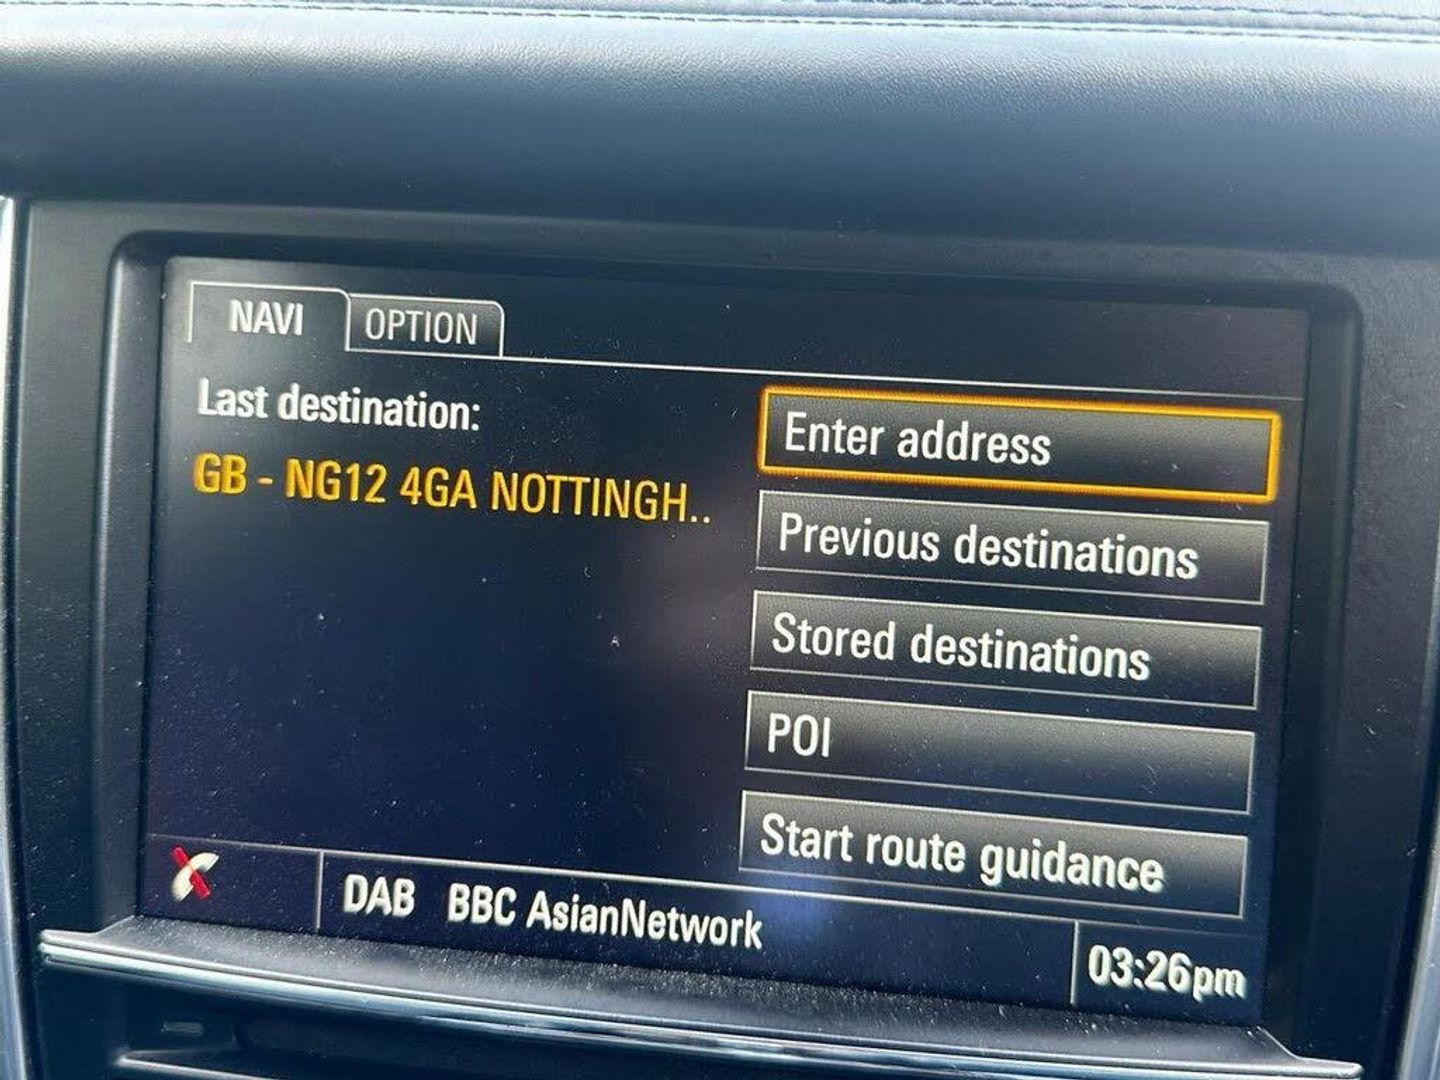 NAVI OPTION
Last destination:
GB - NG12 4GA NOTTINGH..
Enter address
Previous destinations
Stored destinations
POI
Start route guidance
DAB BBC AsianNetwork
03:26pm